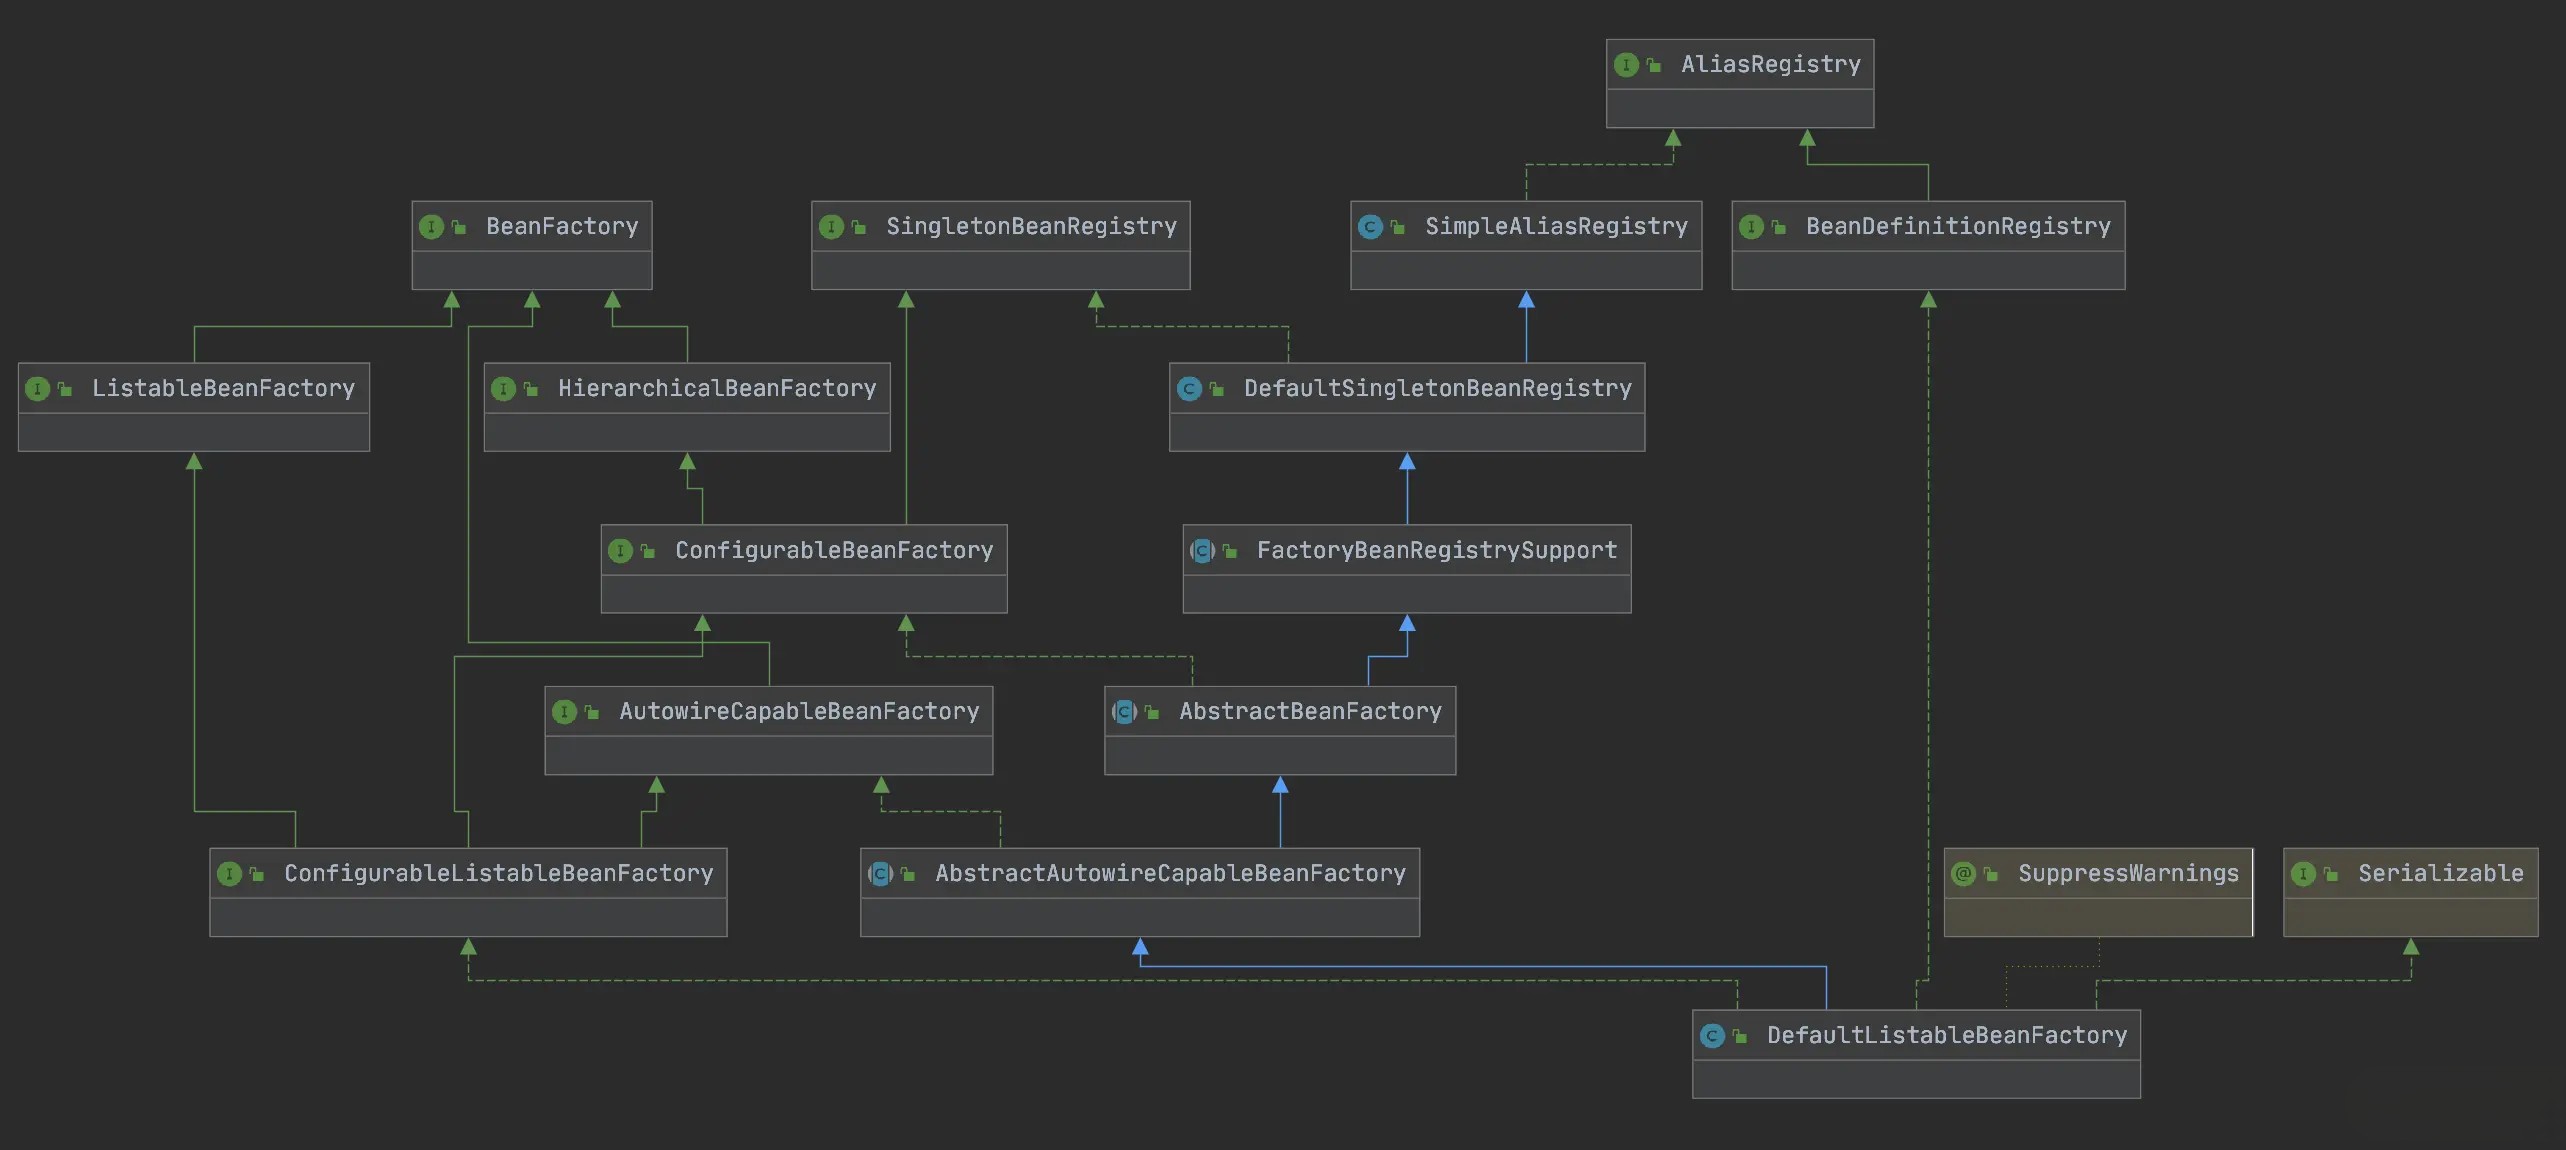 AliasRegistry
BeanFactory
SingletonBeanRegistry
SimpleAliasRegistry
BeanDefinitionRegistry
ListableBeanFactory
HierarchicalBeanFactory
DefaultSingletonBeanRegistry
ConfigurableBeanFactory
FactoryBeanRegistrySupport
AutowireCapableBeanFactory
AbstractBeanFactory
ConfigurableListableBeanFactory
AbstractAutowireCapableBeanFactory
SuppressWarnings
Serializable
DefaultListableBeanFactory